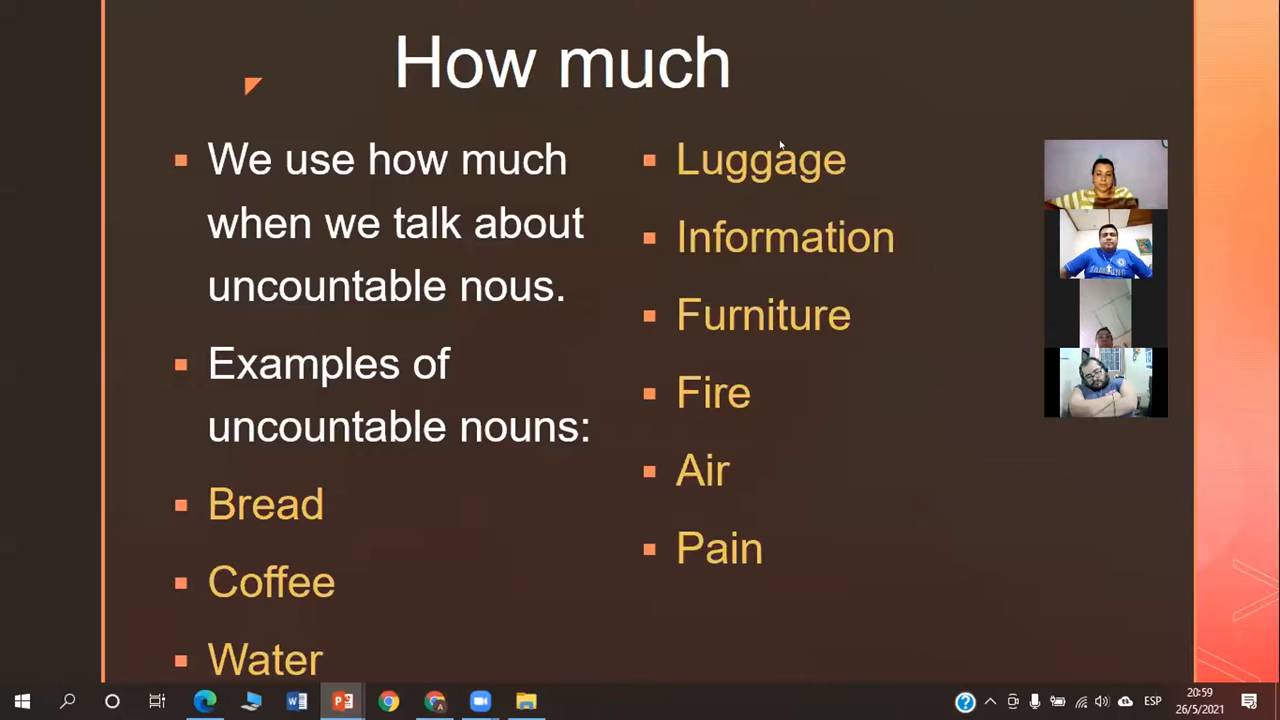 How much
We use how much
when we talk about
uncountable nous.
Examples of
uncountable nouns:
Bread
Coffee
Water
Luggage
Information
Furniture
Fire
Air
Pain
SAMSUNG
ESP
20:59
26/5/2021